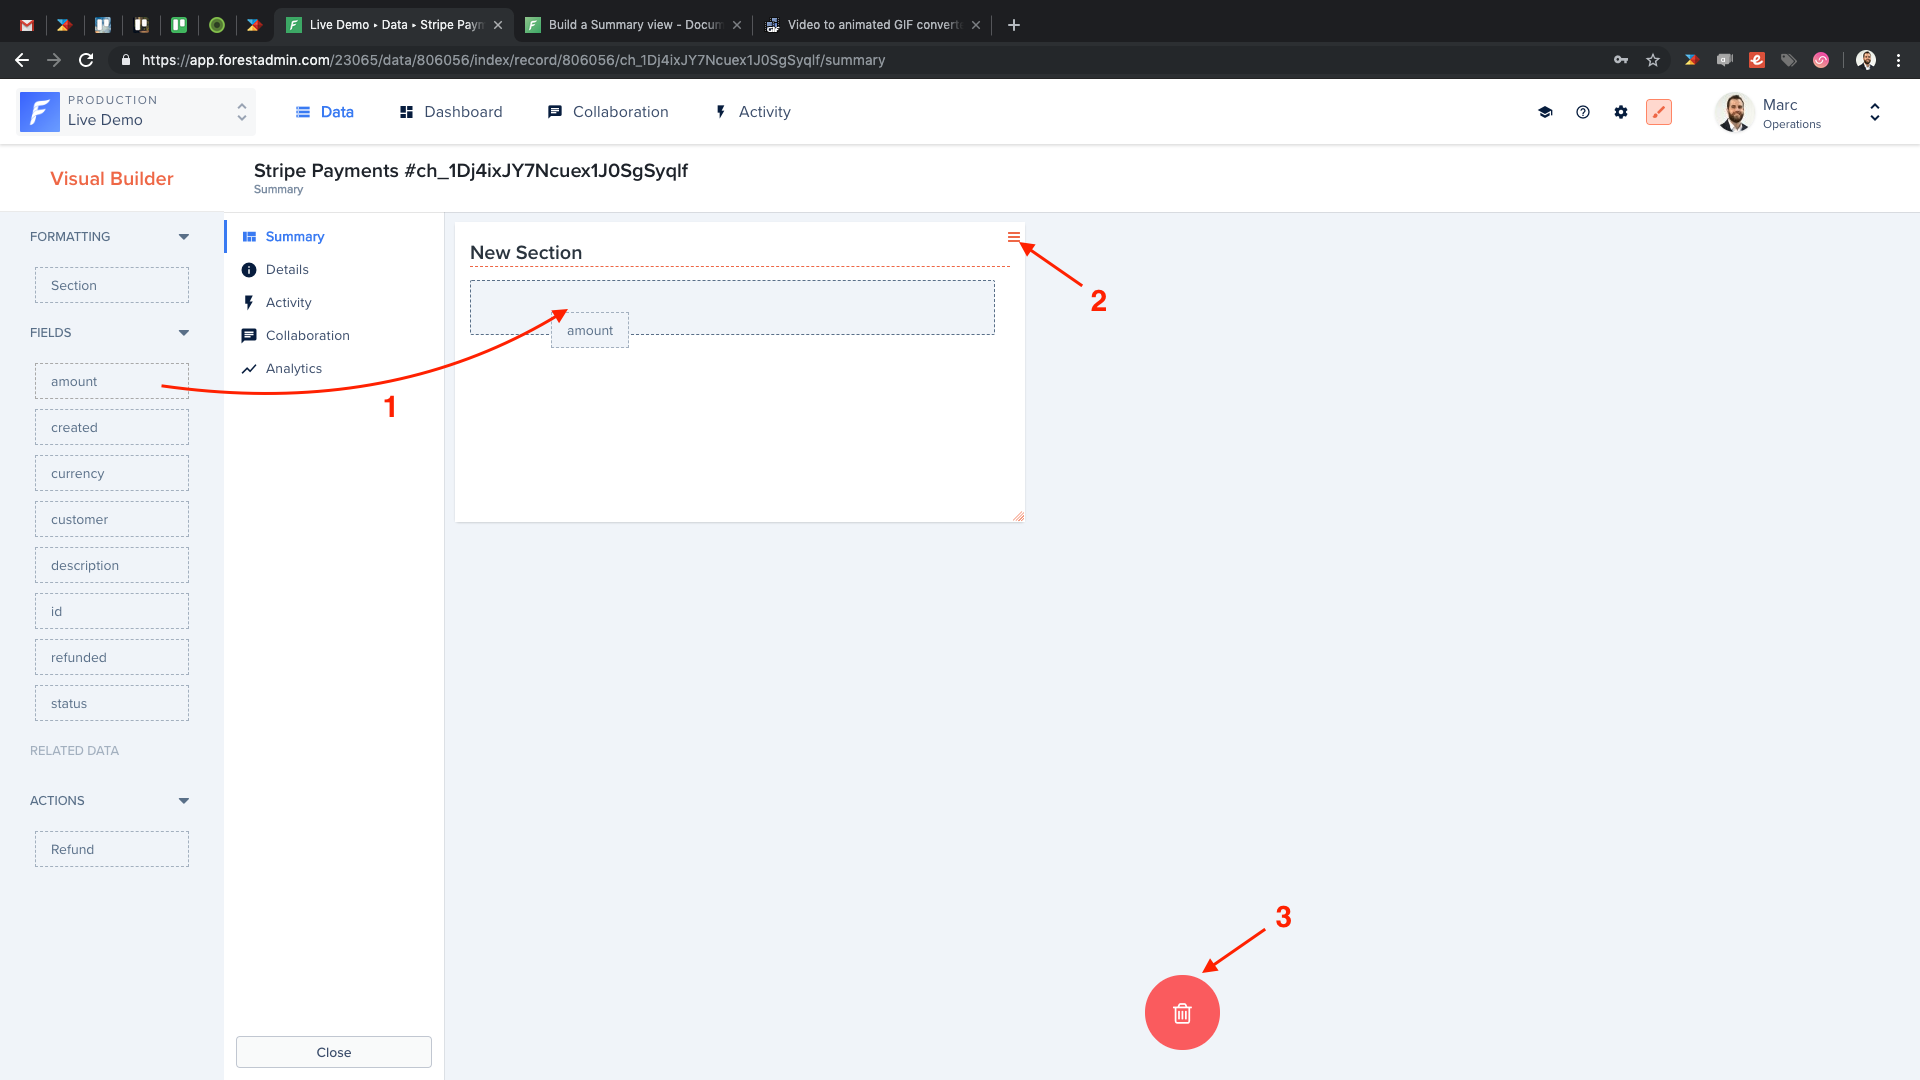 Live Demo ‣ Data ‣ Stripe Paym
Build a Summary view - Docum
Video to animated GIF converte
https://app.forestadmin.com/23065/data/806056/index/record/806056/ch_1Dj4ixJY7Ncuex1J0SgSyqlf/summary
PRODUCTION
Live Demo
Data
Dashboard
Collaboration
Activity
Marc
Operations
Visual Builder
Stripe Payments #ch_1Dj4ixJY7Ncuex1J0SgSyqlf
Summary
FORMATTING
Section
FIELDS
amount
created
currency
customer
description
id
refunded
status
RELATED DATA
ACTIONS
Refund
Summary
Details
Activity
Collaboration
Analytics
Close
New Section
amount
1
2
3